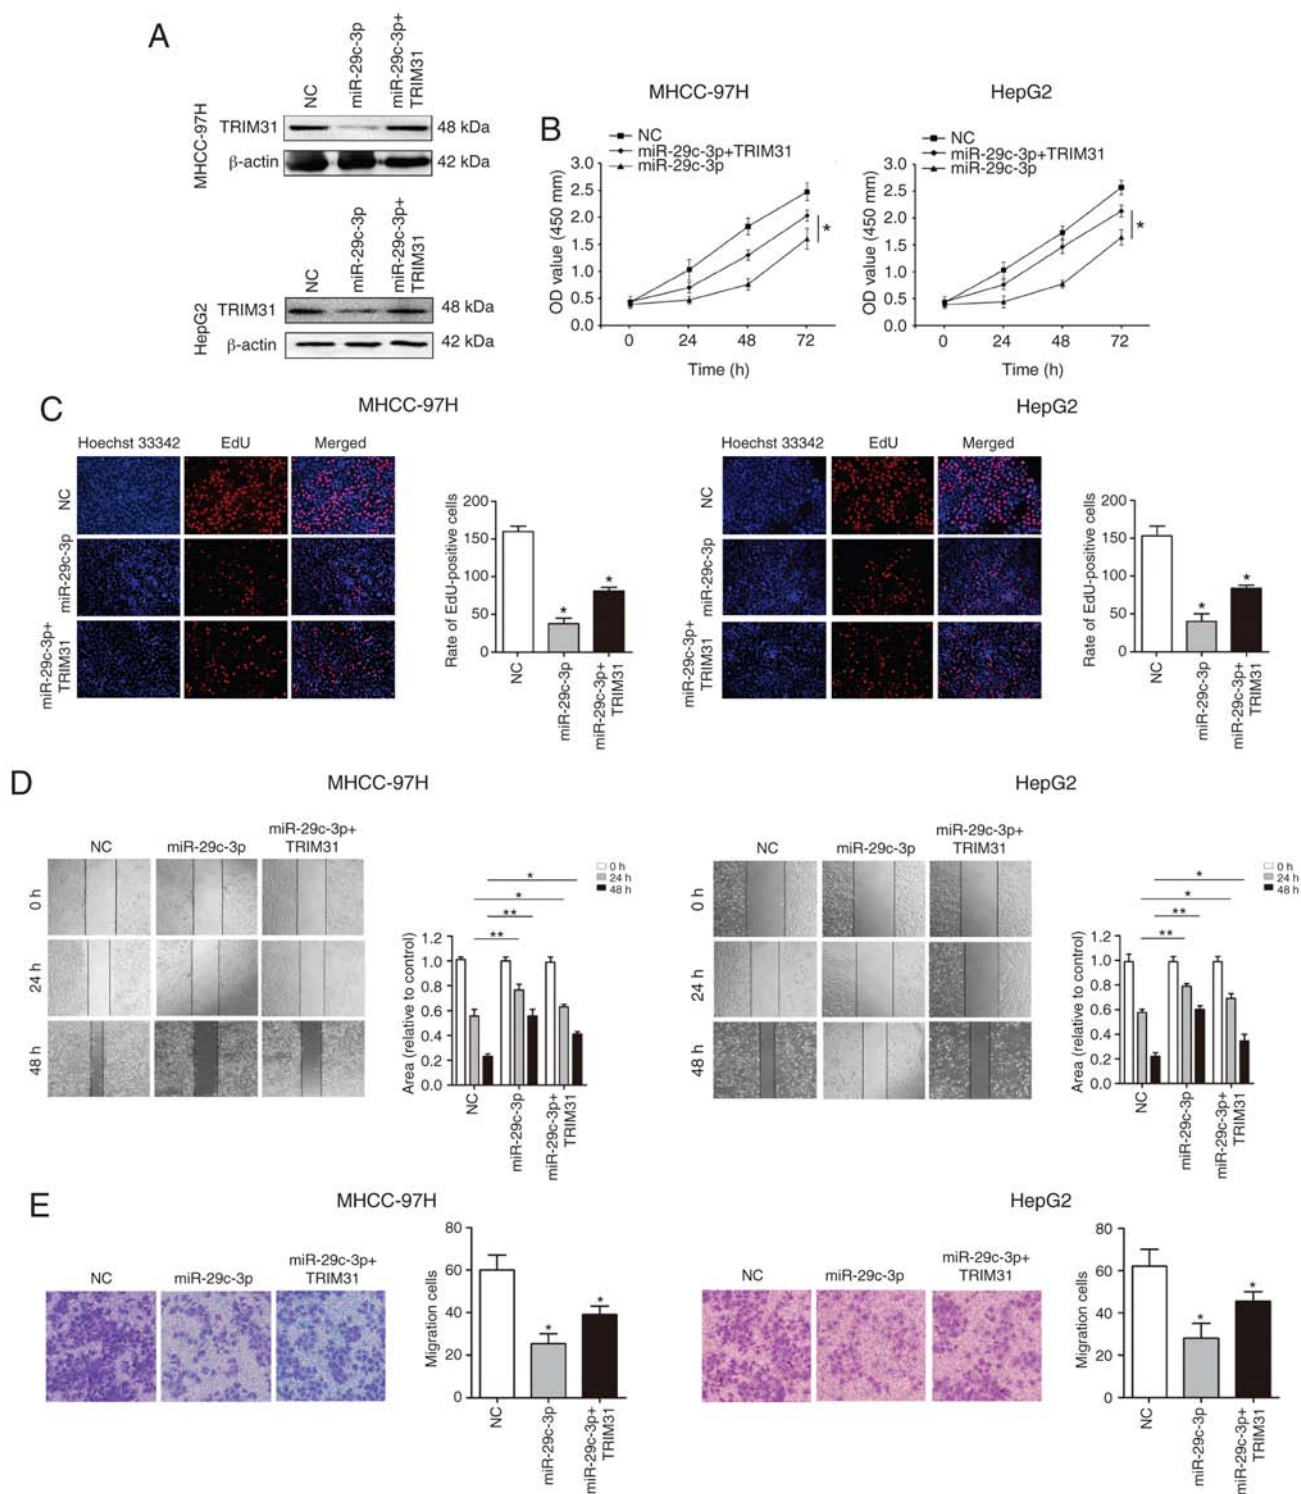 A
NC
miR-29c-3p
miR-29c-3p+
TRIM31
MHCC-97H
TRIM31
48 kDa
β-actin
42 kDa
NC
miR-29c-3p
miR-29c-3p+
TRIM31
HepG2
TRIM31
48 kDa
β-actin
42 kDa
B
MHCC-97H
NC
miR-29c-3p+TRIM31
miR-29c-3p
OD value (450 mm)
3.0
2.5
2.0
1.5
1.0
0.5
0.0
*
0 24 48 72
Time (h)
HepG2
NC
miR-29c-3p+TRIM31
miR-29c-3p
OD value (450 mm)
3.0
2.5
2.0
1.5
1.0
0.5
0.0
*
0 24 48 72
Time (h)
C
MHCC-97H
Hoechst 33342 EdU Merged
NC
miR-29c-3p
miR-29c-3p+
TRIM31
Rate of EdU-positive cells
200
150
100
50
0
* *
NC
miR-29c-3p
miR-29c-3p+
TRIM31
HepG2
Hoechst 33342 EdU Merged
NC
miR-29c-3p
miR-29c-3p+
TRIM31
Rate of EdU-positive cells
200
150
100
50
0
* *
NC
miR-29c-3p
miR-29c-3p+
TRIM31
D
MHCC-97H
NC miR-29c-3p miR-29c-3p+
TRIM31
0 h
24 h
48 h
0 h
24 h
48 h
*
*
**
**
Area (relative to control)
1.2
1.0
0.8
0.6
0.4
0.2
0.0
NC
miR-29c-3p
miR-29c-3p+
TRIM31
HepG2
NC miR-29c-3p miR-29c-3p+
TRIM31
0 h
24 h
48 h
0 h
24 h
48 h
*
*
**
**
Area (relative to control)
1.2
1.0
0.8
0.6
0.4
0.2
0.0
NC
miR-29c-3p
miR-29c-3p+
TRIM31
E
MHCC-97H
NC miR-29c-3p miR-29c-3p+
TRIM31
Migration cells
80
60
40
20
0
* *
NC
miR-29c-3p
miR-29c-3p+
TRIM31
HepG2
NC miR-29c-3p miR-29c-3p+
TRIM31
Migration cells
80
60
40
20
0
* *
NC
miR-29c-3p
miR-29c-3p+
TRIM31